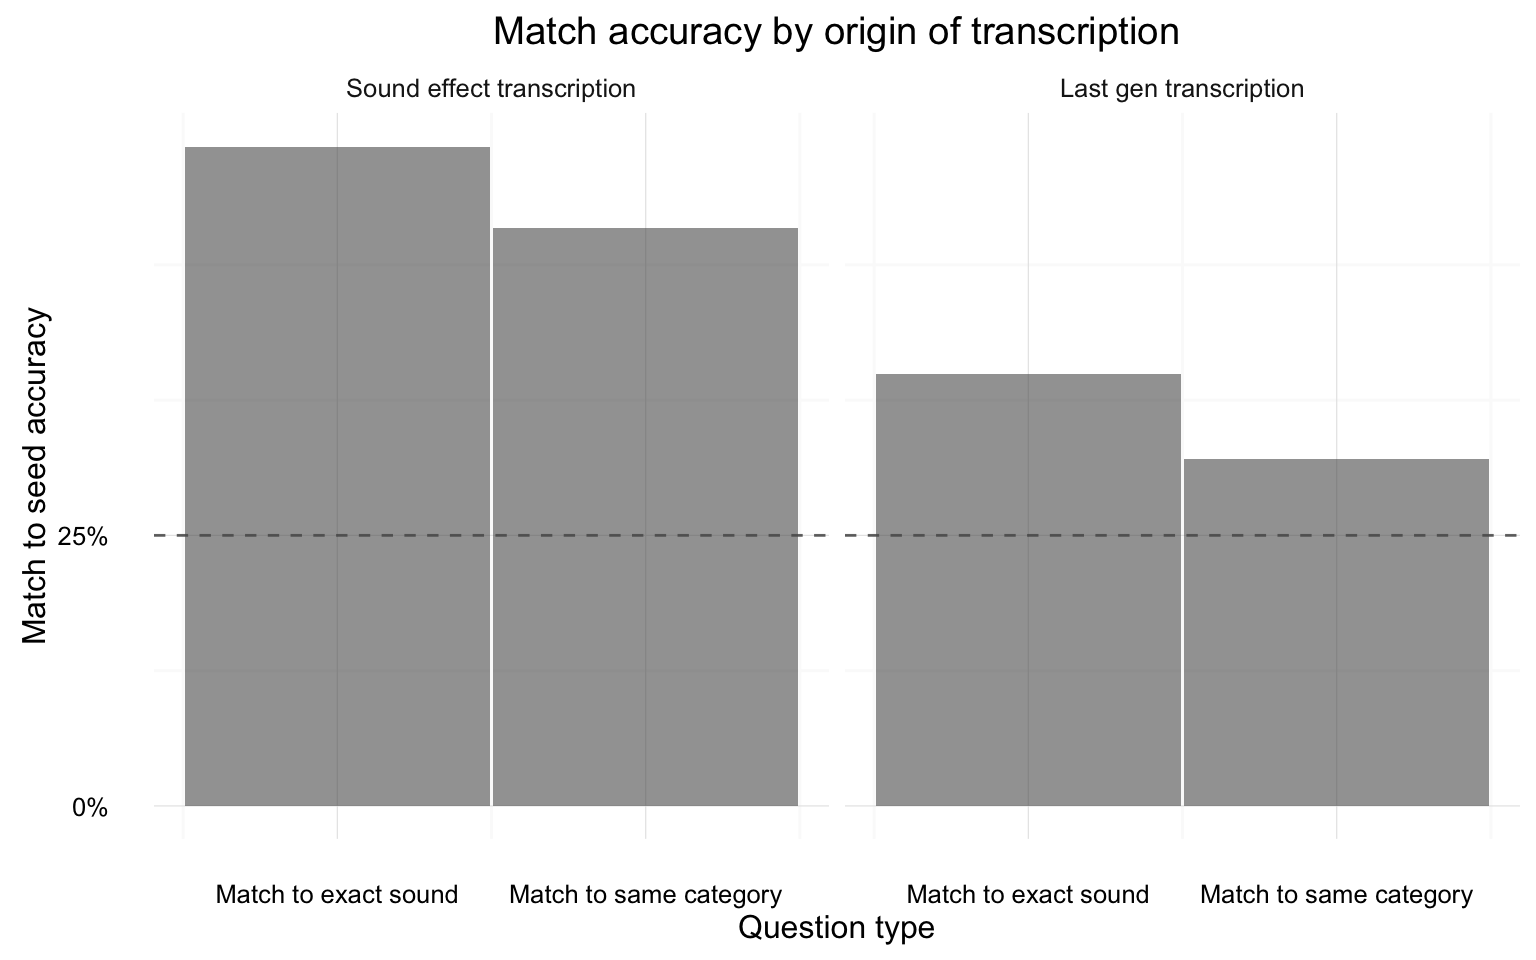 Match accuracy by origin of transcription
Sound effect transcription
Last gen transcription
Match to seed accuracy
25%
0%
Match to exact sound
Match to same category
Match to exact sound
Match to same category
Question type